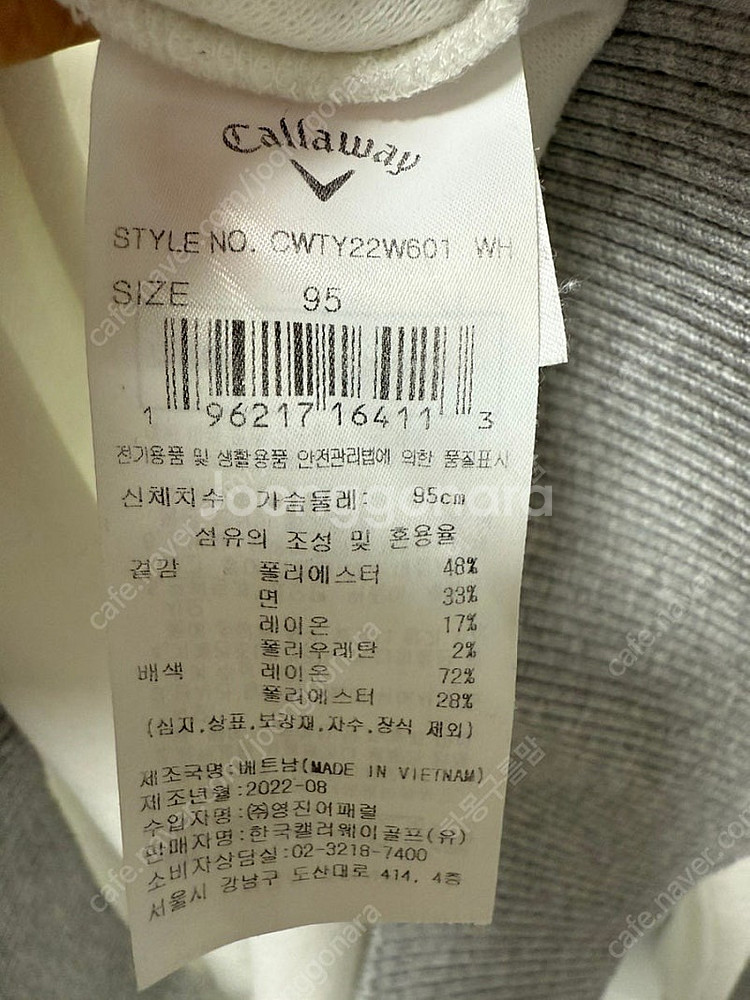 Callaway
STYLE NO. CWTY22W601 WH
SIZE 95
1 96217 16411 3
전기용품 및 생활용품 안전관리법에 의한 품질표시
신체치수 가슴둘레: 95cm
섬유의 조성 및 혼용율
겉감 폴리에스터 48%
면 33%
레이온 17%
폴리우레탄 2%
배색 레이온 72%
폴리에스터 28%
(심지,상표,보강재,자수,장식 제외)
제조국명:베트남(MADE IN VIETNAM)
제조년월:2022-08
수입자명:㈜영진어패럴
판매자명:한국캘러웨이골프(유)
소비자상담실:02-3218-7400
서울시 강남구 도산대로 414, 4층
Joonggonara
cafe.naver.com/joonggonara